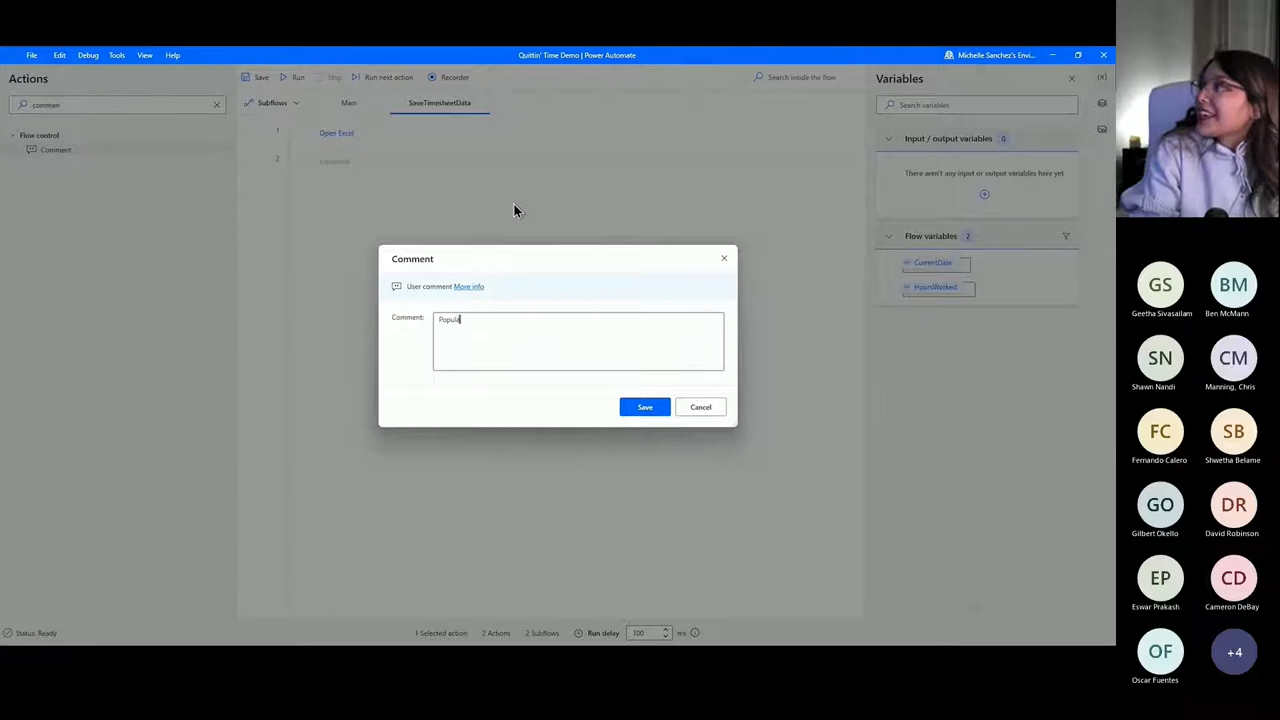 File Edit Debug Tools View Help
Quittin' Time Demo | Power Automate
Michelle Sanchez's Envi...
Actions
commen
Flow control
Comment
Save Run Stop Run next action Recorder
Search inside the flow
Subflows Main SaveTimesheetData
1 Open Excel
2 Comment
Comment
User comment More info
Comment: Popula
Save Cancel
Variables
Search variables
Input / output variables 0
There aren't any input or output variables here yet
Flow variables 2
CurrentDate
HoursWorked
Status: Ready
1 Selected action 2 Actions 2 Subflows Run delay 100 ms
GS BM
Geetha Sivasailam Ben McMann
SN CM
Shawn Nandi Manning, Chris
FC SB
Fernando Calero Shwetha Belame
GO DR
Gilbert Okello David Robinson
EP CD
Eswar Prakash Cameron DeBay
OF +4
Oscar Fuentes